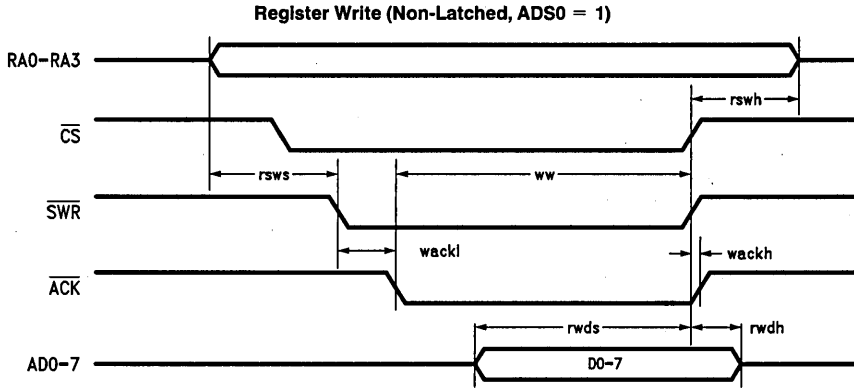 Register Write (Non-Latched, ADS0 = 1)
RA0-RA3
rswh
CS
rsws
ww
SWR
wackl
wackh
ACK
rwds
rwdh
AD0-7
D0-7